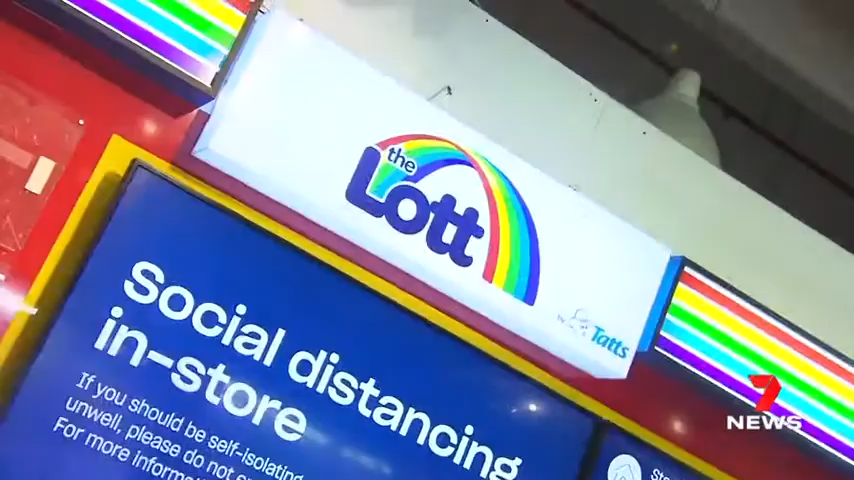 the
Lott
by Tatts
Social distancing
in-store
If you should be self-isolating
unwell, please do not
For more
7
NEWS